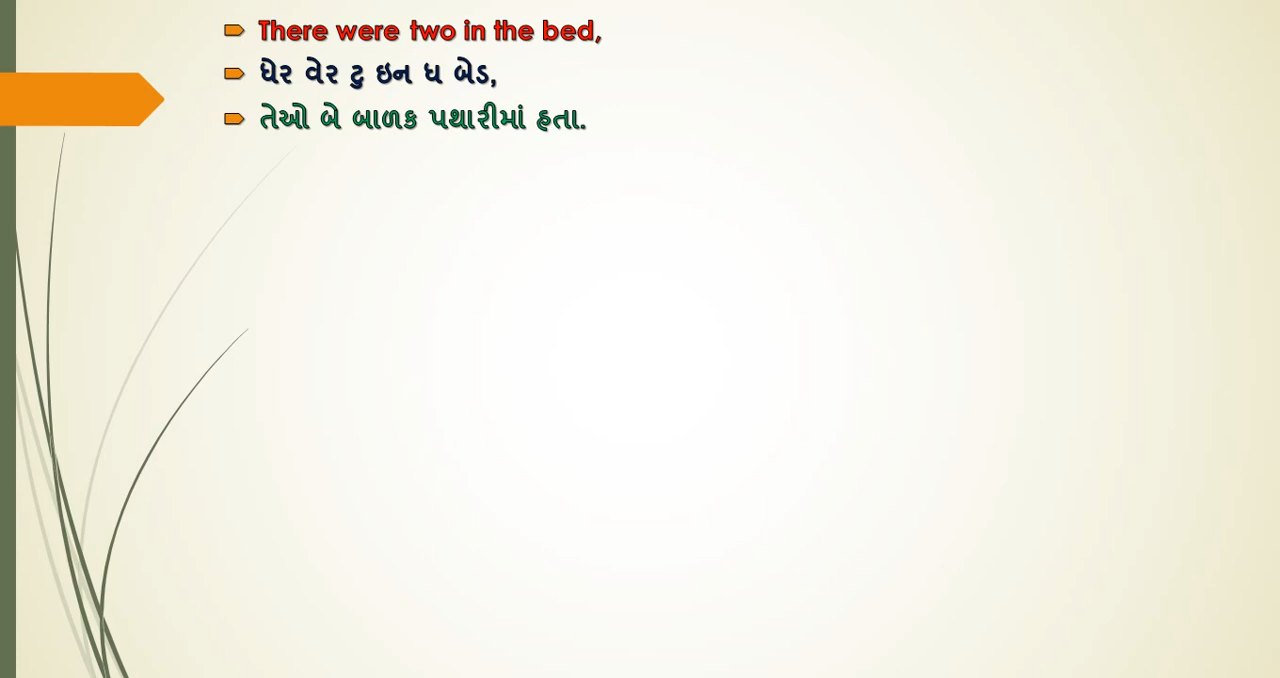 There were two in the bed,
ધેર વેર ટુ ઇન ધ બેડ,
તેઓ બે બાળક પથારીમાં હતા.